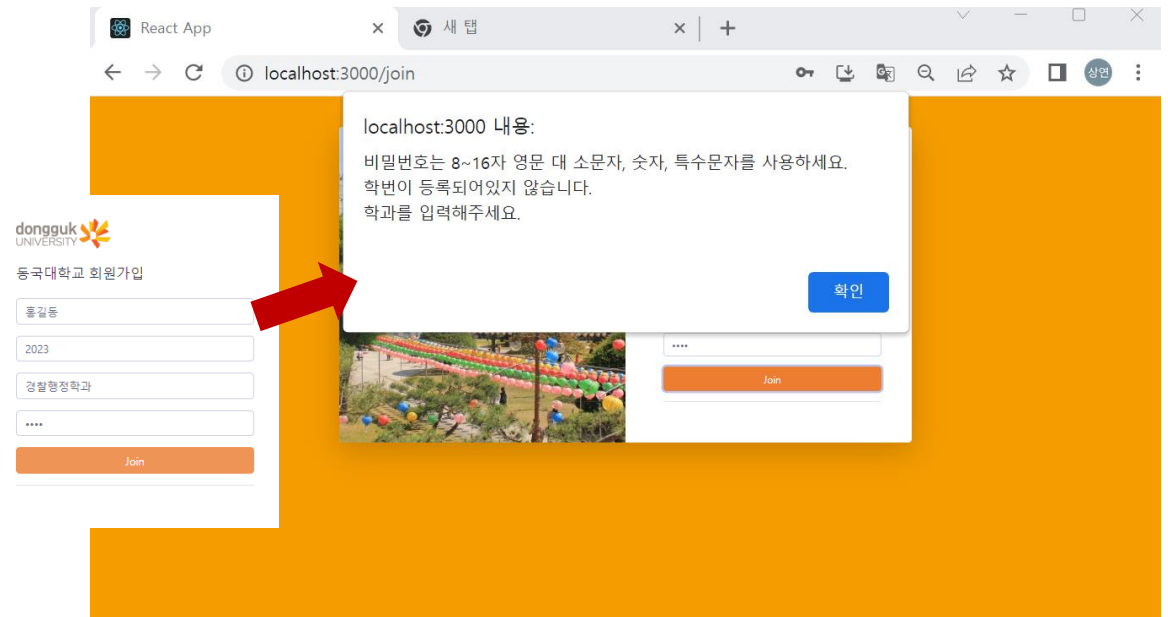 React App
새 탭
localhost:3000/join
상연
localhost:3000 내용:
비밀번호는 8~16자 영문 대 소문자, 숫자, 특수문자를 사용하세요.
학번이 등록되어있지 않습니다.
학과를 입력해주세요.
확인
dongguk
UNIVERSITY
동국대학교 회원가입
홍길동
2023
경찰행정학과
••••
Join
••••
Join